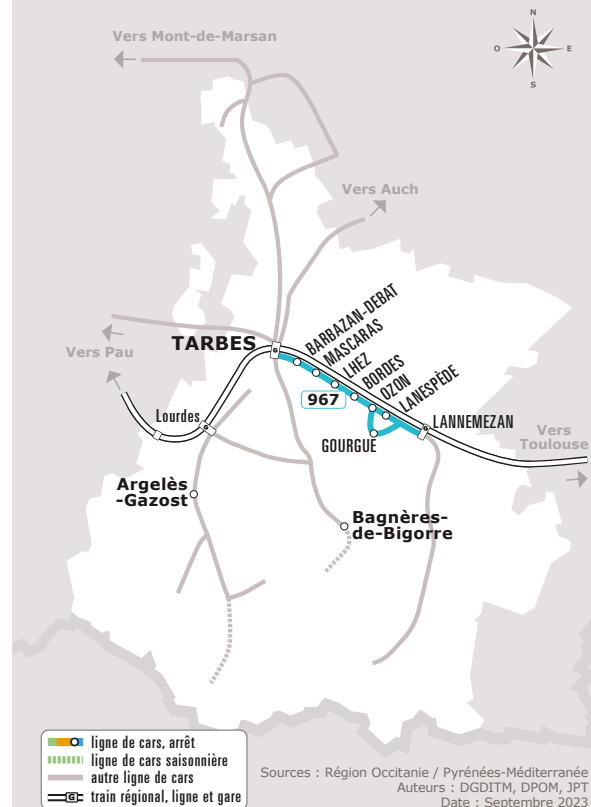 Vers Mont-de-Marsan
N
O
E
S
Vers Auch
BARBAZAN-DEBAT
MASCARAS
LHEZ
BORDES
OZON
LANESPÈDE
TARBES
G
Vers Pau
967
Lourdes
G
LANNEMEZAN
G
GOURGUE
Vers
Toulouse
Argelès
-Gazost
Bagnères-
de-Bigorre
ligne de cars, arrêt
ligne de cars saisonnière
autre ligne de cars
G
train régional, ligne et gare
Sources : Région Occitanie / Pyrénées-Méditerranée
Auteurs : DGDITM, DPOM, JPT
Date : Septembre 2023